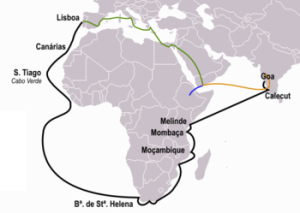 Lisboa
Canárias
S. Tiago
Cabo Verde
Goa
Calecut
Melinde
Mombaça
Moçambique
Bª. de Stª. Helena